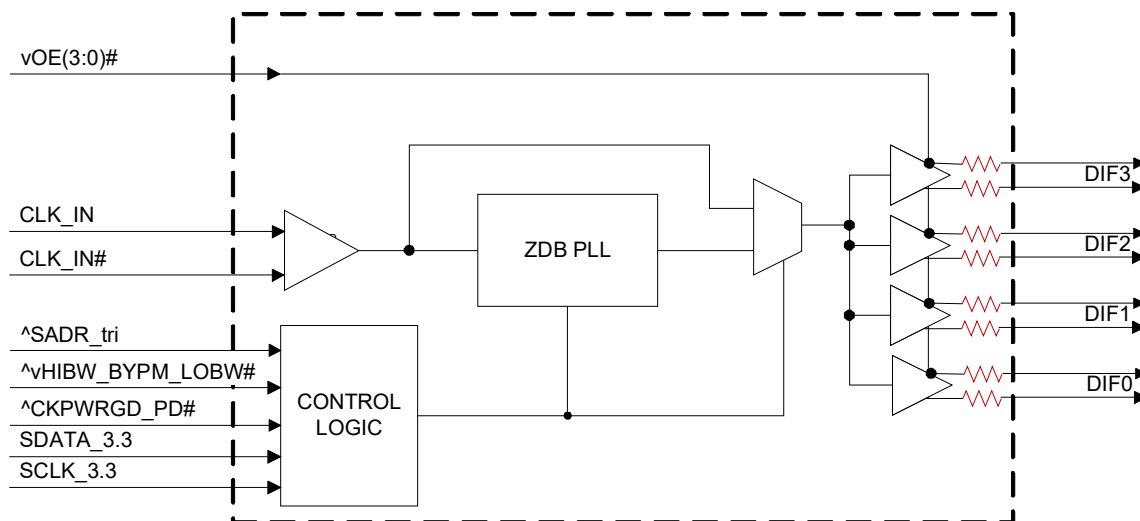 vOE(3:0)#
CLK_IN
CLK_IN#
^SADR_tri
^vHIBW_BYPM_LOBW#
^CKPWRGD_PD#
SDATA_3.3
SCLK_3.3
ZDB PLL
CONTROL
LOGIC
DIF3
DIF2
DIF1
DIF0